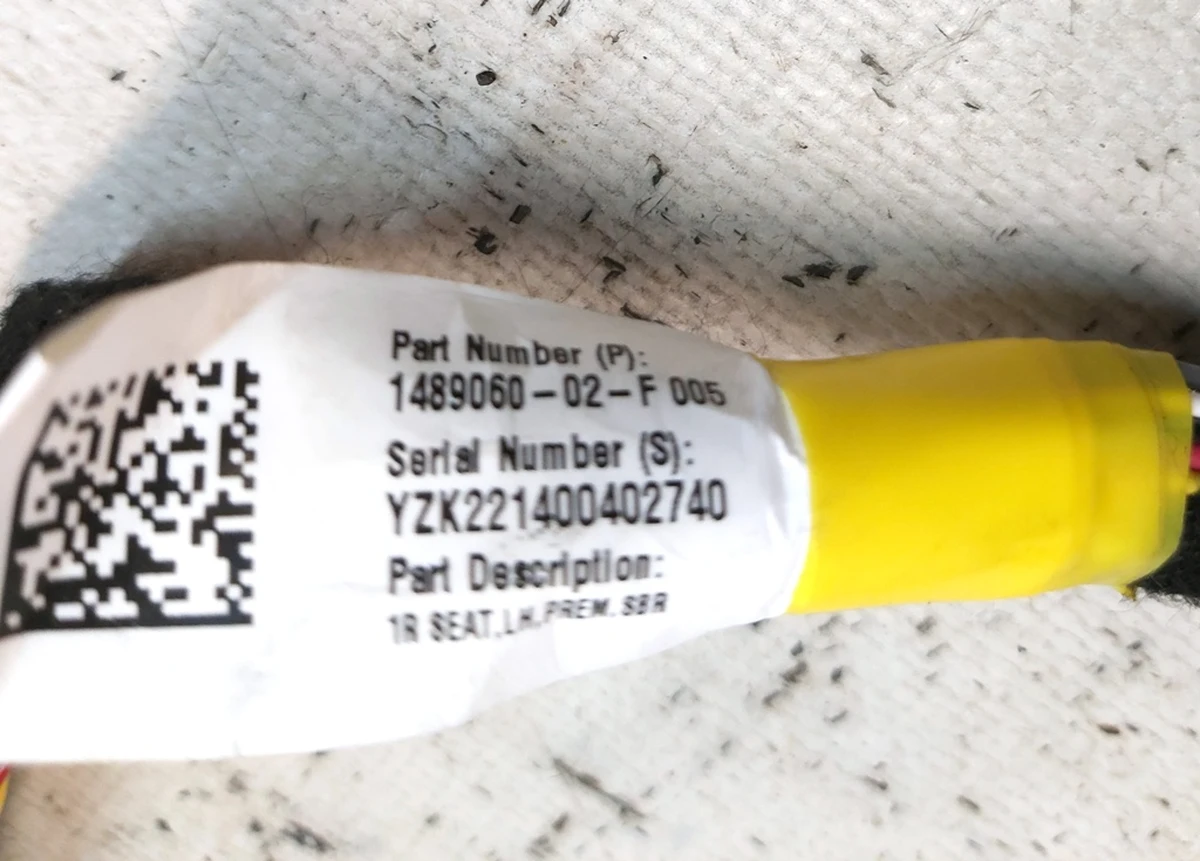 Part Number (P):
1489060-02-F 005
Serial Number (S):
YZK221400402740
Part Description:
1R SEAT,LH,PREM,SBR